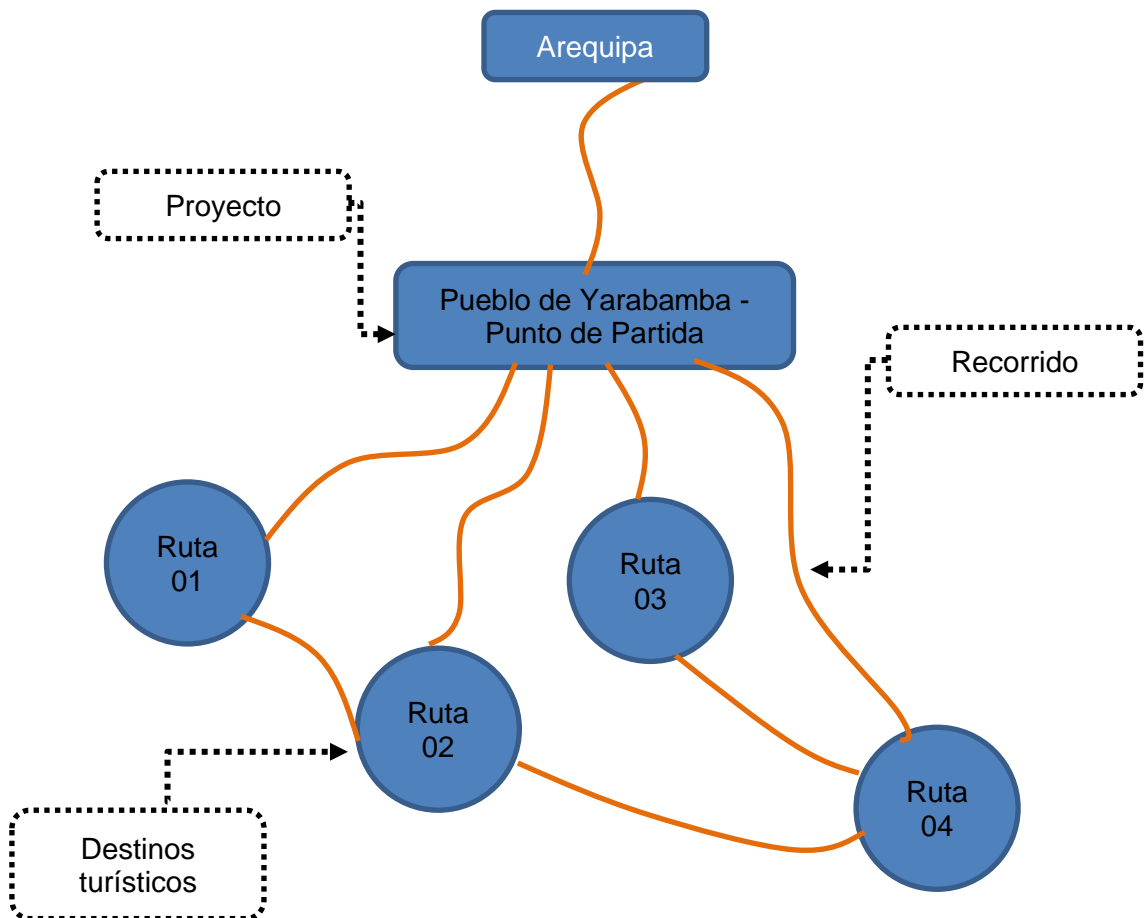 Arequipa
Proyecto
Pueblo de Yarabamba -
Punto de Partida
Recorrido
Ruta
01
Ruta
03
Ruta
02
Ruta
04
Destinos
turísticos